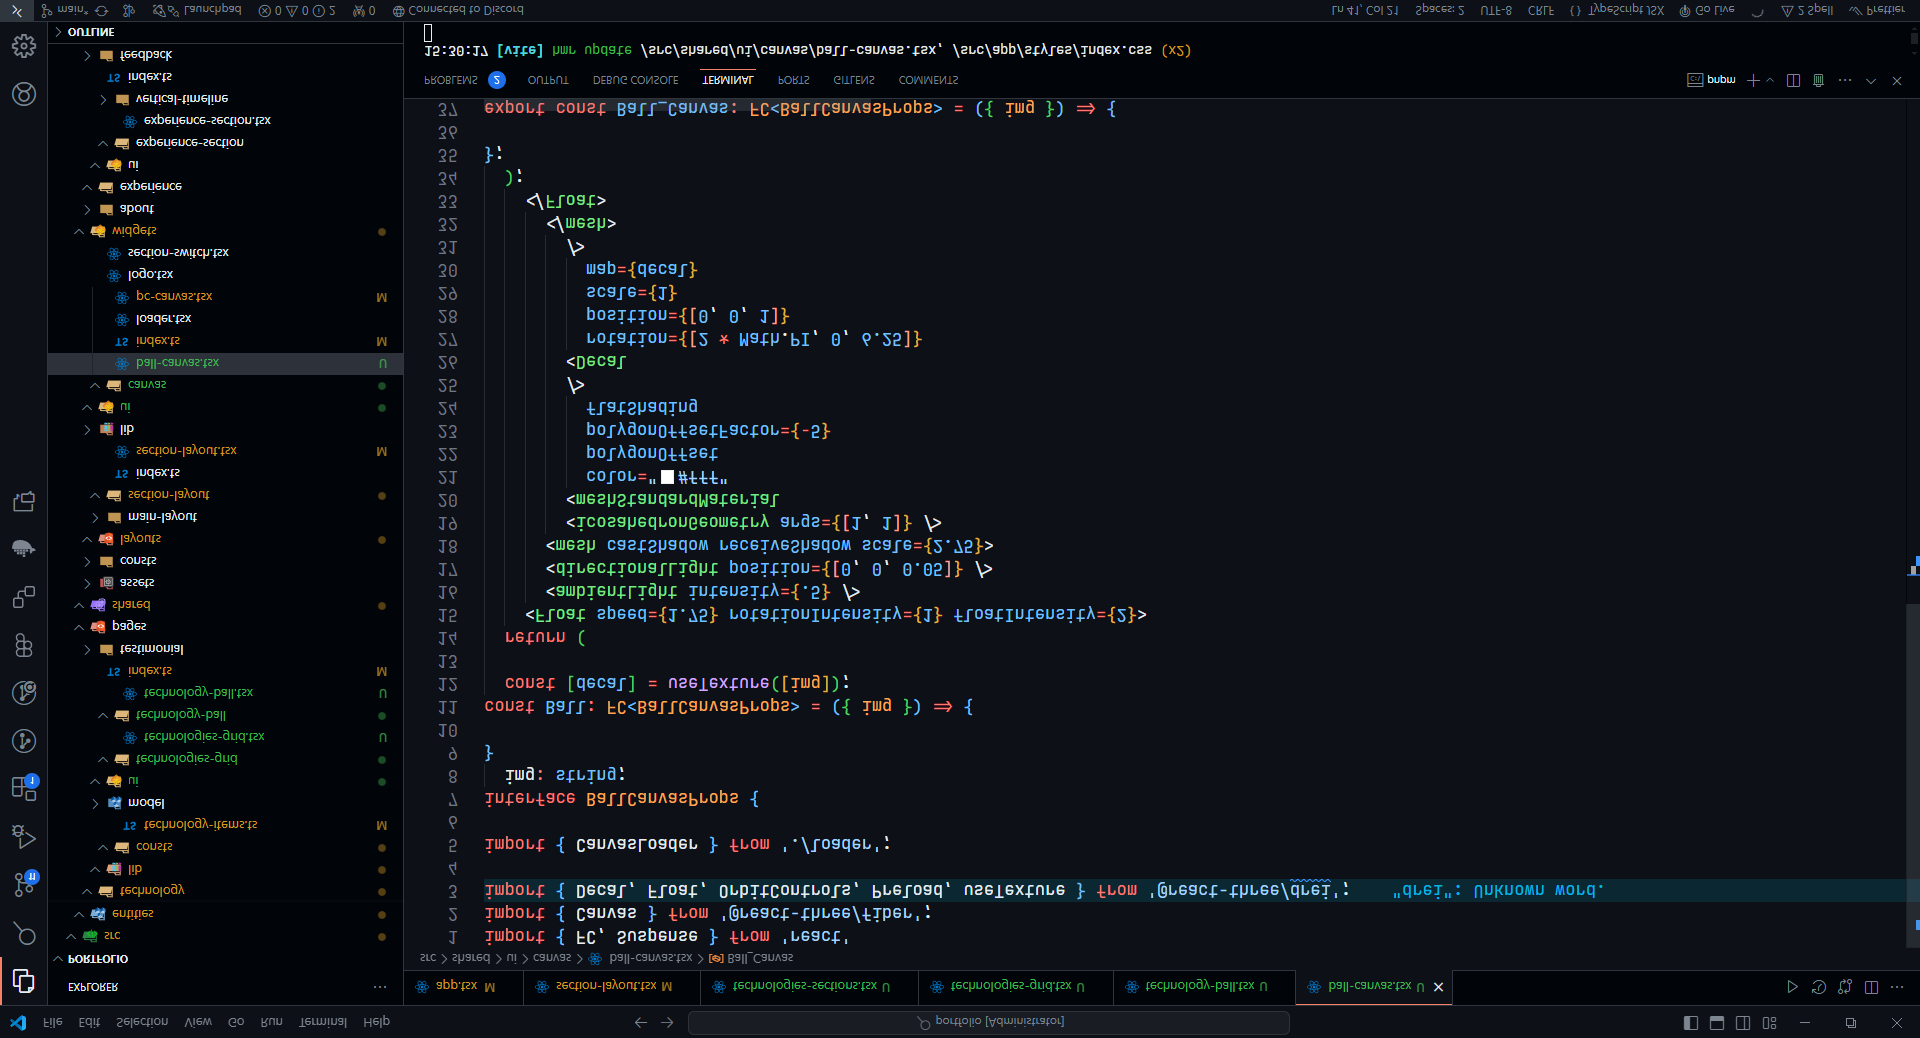 File Edit Selection View Go Run Terminal Help
portfolio [Administrator]
EXPLORER
PORTFOLIO
src
entities
technology
lib
consts
technology-items.ts M
model
ui
technologies-grid
technologies-grid.tsx U
technology-ball
technology-ball.tsx U
index.ts M
testimonial
pages
shared
assets
consts
layouts
main-layout
section-layout
index.ts
section-layout.tsx M
lib
ui
canvas
ball-canvas.tsx U
index.ts M
loader.tsx
pc-canvas.tsx M
logo.tsx
section-switch.tsx
widgets
about
experience
ui
experience-section
experience-section.tsx
vertical-timeline
index.ts
feedback
OUTLINE
app.tsx M
section-layout.tsx M
technologies-sections.tsx U
technologies-grid.tsx U
technology-ball.tsx U
ball-canvas.tsx U
src > shared > ui > canvas > ball-canvas.tsx > Ball_Canvas
1 import { FC, Suspense } from 'react'
2 import { Canvas } from '@react-three/fiber';
3 import { Decal, Float, OrbitControls, Preload, useTexture } from '@react-three/drei'; "drei": Unknown word.
4
5 import { CanvasLoader } from './loader';
6
7 interface BallCanvasProps {
8 img: string;
9 }
10
11 const Ball: FC<BallCanvasProps> = ({ img }) => {
12 const [decal] = useTexture([img]);
13
14 return (
15 <Float speed={1.75} rotationIntensity={1} floatIntensity={2}>
16 <ambientLight intensity={.5} />
17 <directionalLight position={[0, 0, 0.05]} />
18 <mesh castShadow receiveShadow scale={2.75}>
19 <icosahedronGeometry args={[1, 1]} />
20 <meshStandardMaterial
21 color="#fff"
22 polygonOffset
23 polygonOffsetFactor={-5}
24 flatShading
25 />
26 <Decal
27 rotation={[2 * Math.PI, 0, 6.25]}
28 position={[0, 0, 1]}
29 scale={1}
30 map={decal}
31 />
32 </mesh>
33 </Float>
34 );
35 };
36
37 export const Ball_Canvas: FC<BallCanvasProps> = ({ img }) => {
PROBLEMS 2 OUTPUT DEBUG CONSOLE TERMINAL PORTS GITLENS COMMENTS
pnpm
15:30:17 [vite] hmr update /src/shared/ui/canvas/ball-canvas.tsx, /src/app/styles/index.css (x2)
main* Launchpad 0 0 2 0 Connected to Discord
Ln 41, Col 21 Spaces: 2 UTF-8 CRLF {} TypeScript JSX Go Live 2 Spell Prettier
11
1